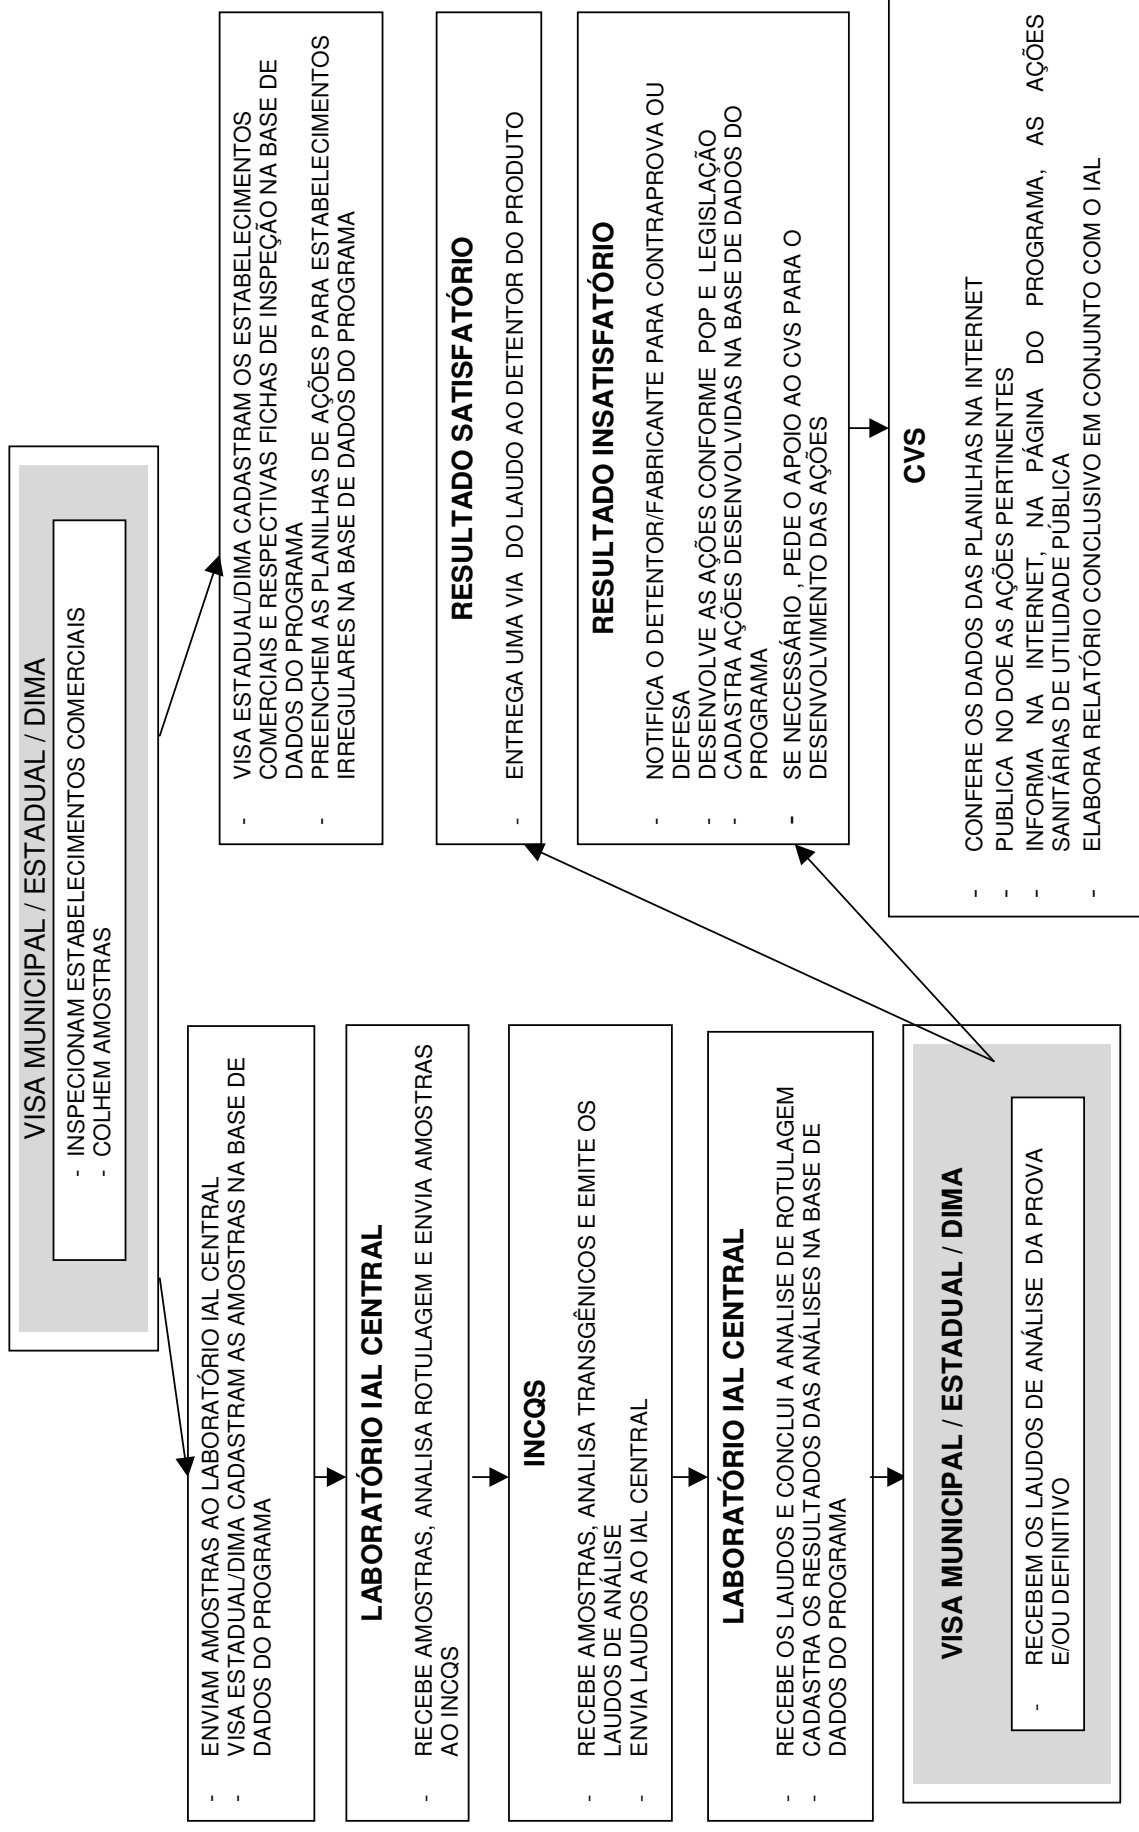 VISA MUNICIPAL / ESTADUAL / DIMA
- INSPECIONAM ESTABELECIMENTOS COMERCIAIS
- COLHEM AMOSTRAS
- ENVIAM AMOSTRAS AO LABORATÓRIO IAL CENTRAL
- VISA ESTADUAL/DIMA CADASTRAM AS AMOSTRAS NA BASE DE
DADOS DO PROGRAMA
LABORATÓRIO IAL CENTRAL
- RECEBE AMOSTRAS, ANALISA ROTULAGEM E ENVIA AMOSTRAS
AO INCQS
INCQS
- RECEBE AMOSTRAS, ANALISA TRANSGÊNICOS E EMITE OS
LAUDOS DE ANÁLISE
- ENVIA LAUDOS AO IAL CENTRAL
LABORATÓRIO IAL CENTRAL
- RECEBE OS LAUDOS E CONCLUI A ANALISE DE ROTULAGEM
- CADASTRA OS RESULTADOS DAS ANÁLISES NA BASE DE
DADOS DO PROGRAMA
VISA MUNICIPAL / ESTADUAL / DIMA
- RECEBEM OS LAUDOS DE ANÁLISE DA PROVA
E/OU DEFINITIVO
- VISA ESTADUAL/DIMA CADASTRAM OS ESTABELECIMENTOS
COMERCIAIS E RESPECTIVAS FICHAS DE INSPEÇÃO NA BASE DE
DADOS DO PROGRAMA
- PREENCHEM AS PLANILHAS DE AÇÕES PARA ESTABELECIMENTOS
IRREGULARES NA BASE DE DADOS DO PROGRAMA
RESULTADO SATISFATÓRIO
- ENTREGA UMA VIA DO LAUDO AO DETENTOR DO PRODUTO
RESULTADO INSATISFATÓRIO
- NOTIFICA O DETENTOR/FABRICANTE PARA CONTRAPROVA OU
DEFESA
- DESENVOLVE AS AÇÕES CONFORME POP E LEGISLAÇÃO
- CADASTRA AÇÕES DESENVOLVIDAS NA BASE DE DADOS DO
PROGRAMA
- SE NECESSÁRIO , PEDE O APOIO AO CVS PARA O
DESENVOLVIMENTO DAS AÇÕES
CVS
- CONFERE OS DADOS DAS PLANILHAS NA INTERNET
- PUBLICA NO DOE AS AÇÕES PERTINENTES
- INFORMA NA INTERNET, NA PÁGINA DO PROGRAMA, AS AÇÕES
SANITÁRIAS DE UTILIDADE PÚBLICA
- ELABORA RELATÓRIO CONCLUSIVO EM CONJUNTO COM O IAL